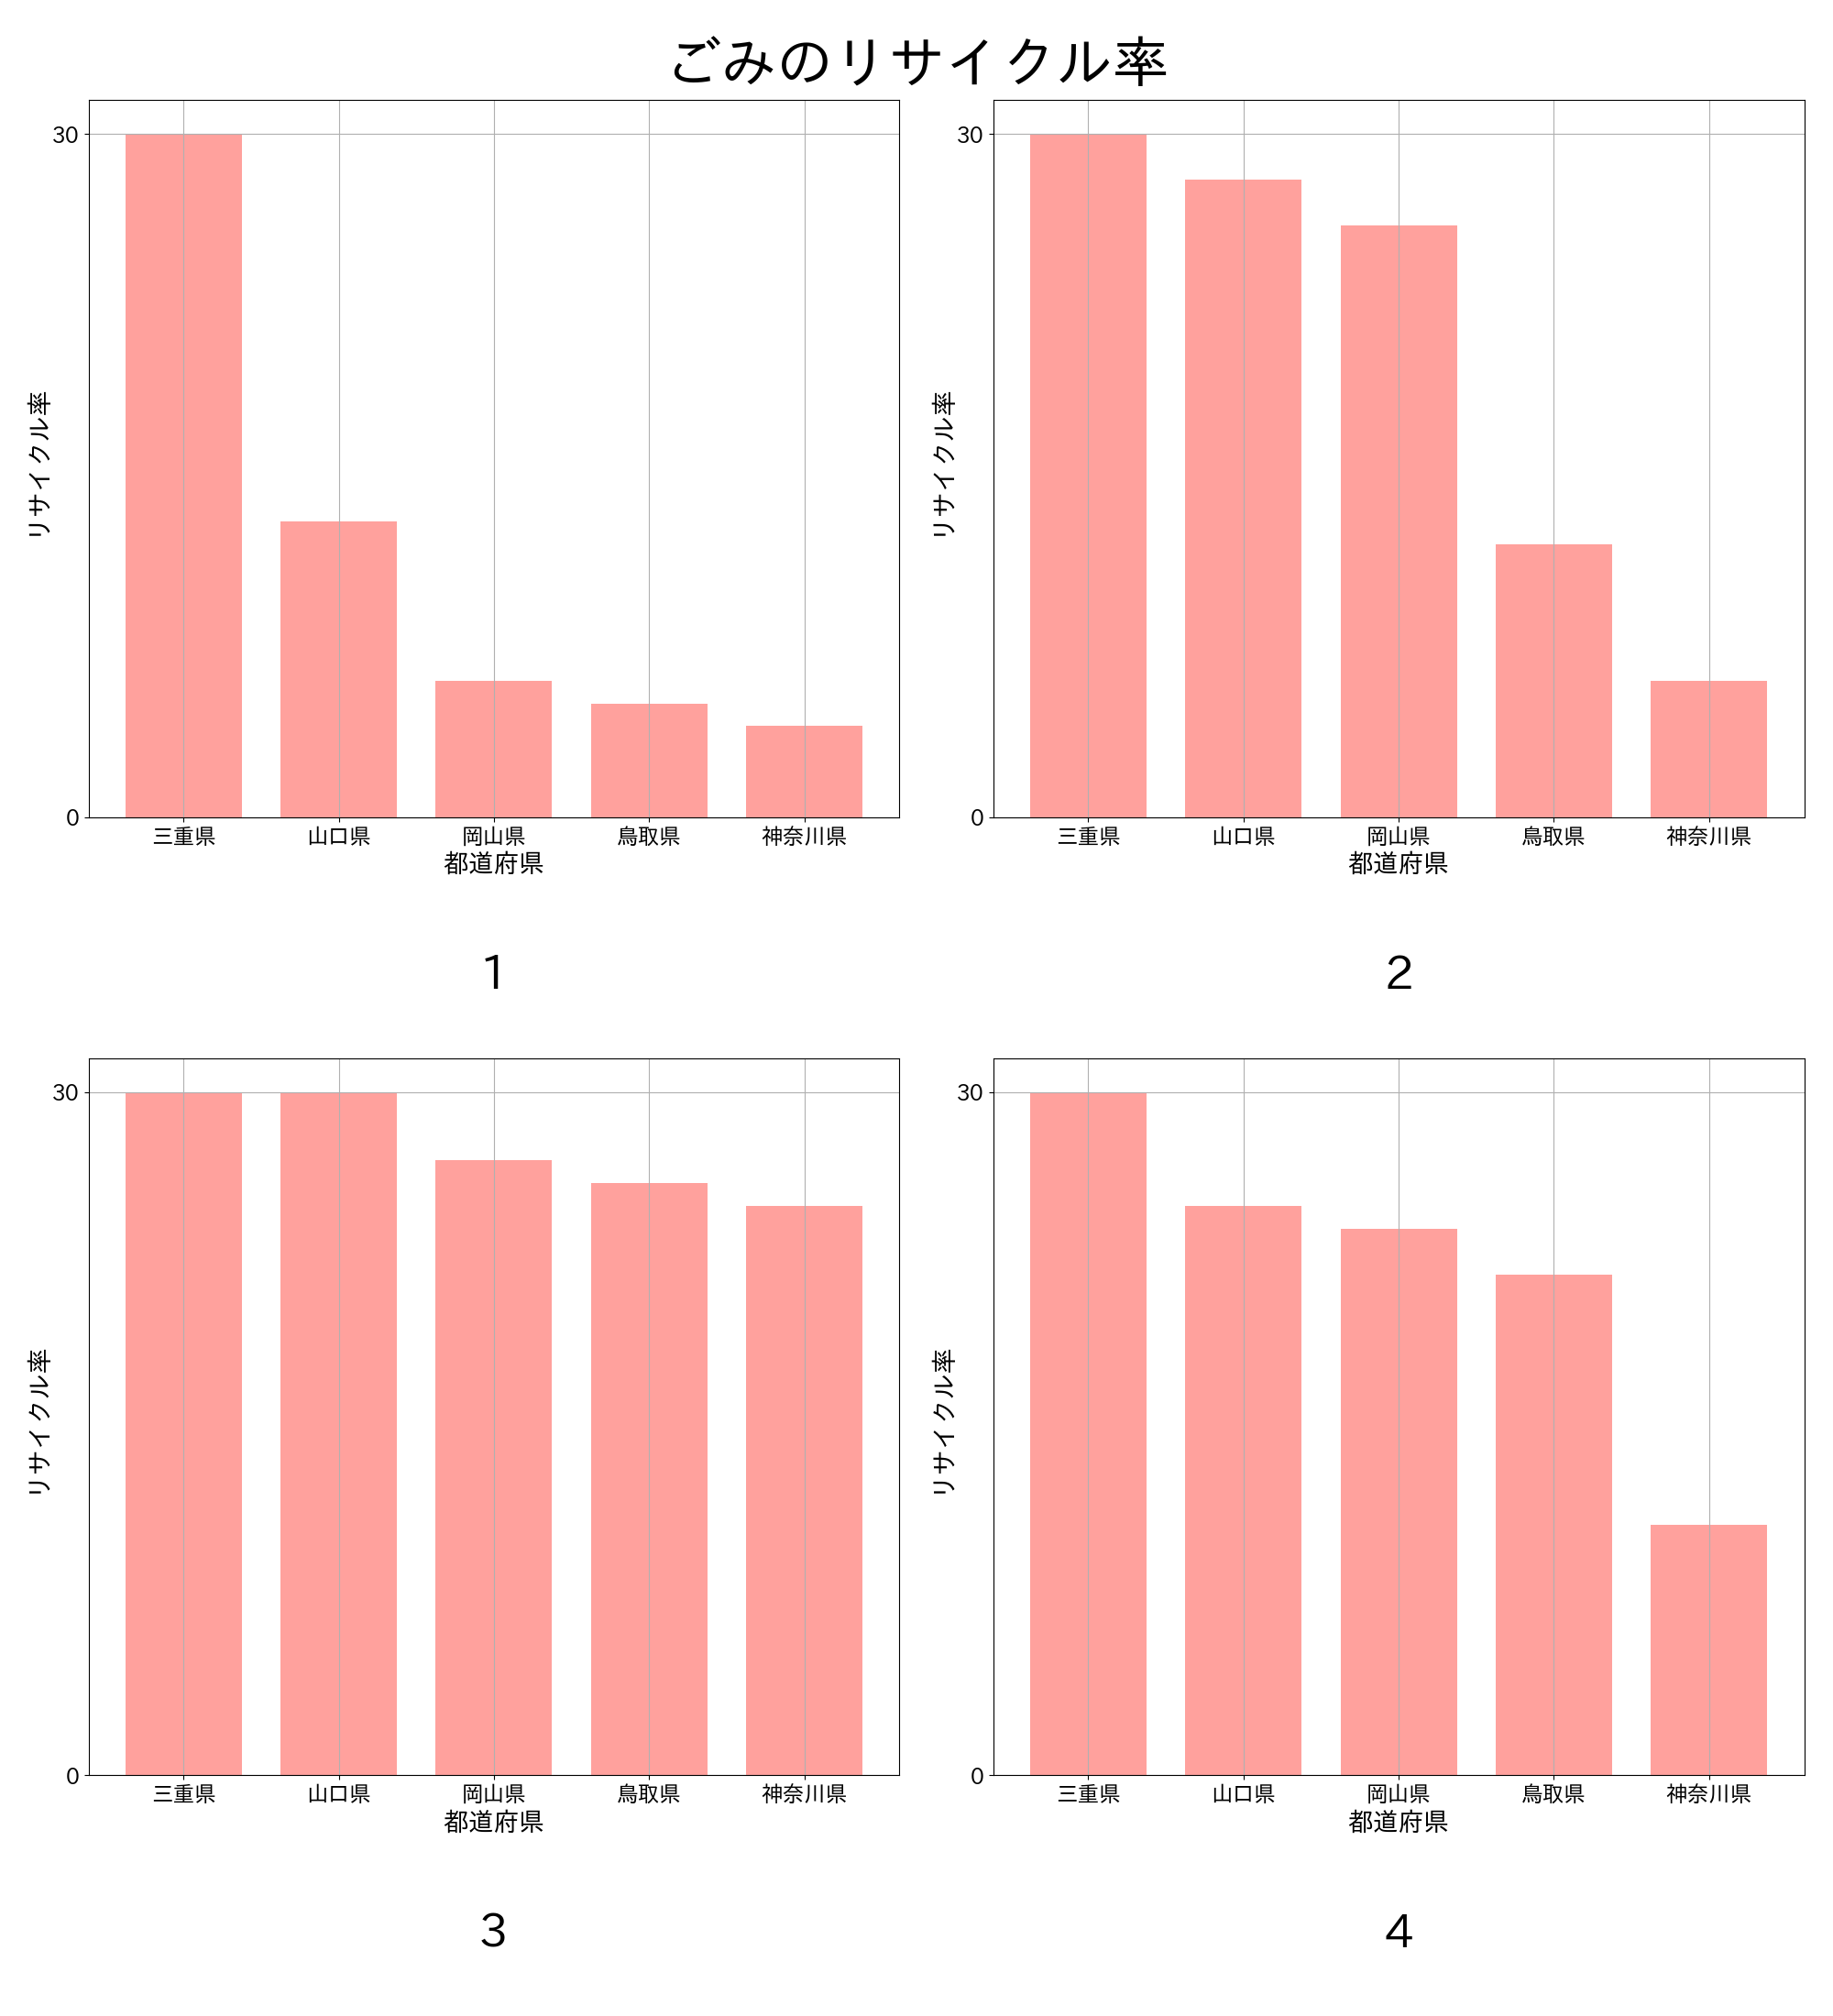 ごみのリサイクル率
30
0
リサイクル率
三重県 山口県 岡山県 鳥取県 神奈川県
都道府県
1
30
0
リサイクル率
三重県 山口県 岡山県 鳥取県 神奈川県
都道府県
2
30
0
リサイクル率
三重県 山口県 岡山県 鳥取県 神奈川県
都道府県
3
30
0
リサイクル率
三重県 山口県 岡山県 鳥取県 神奈川県
都道府県
4